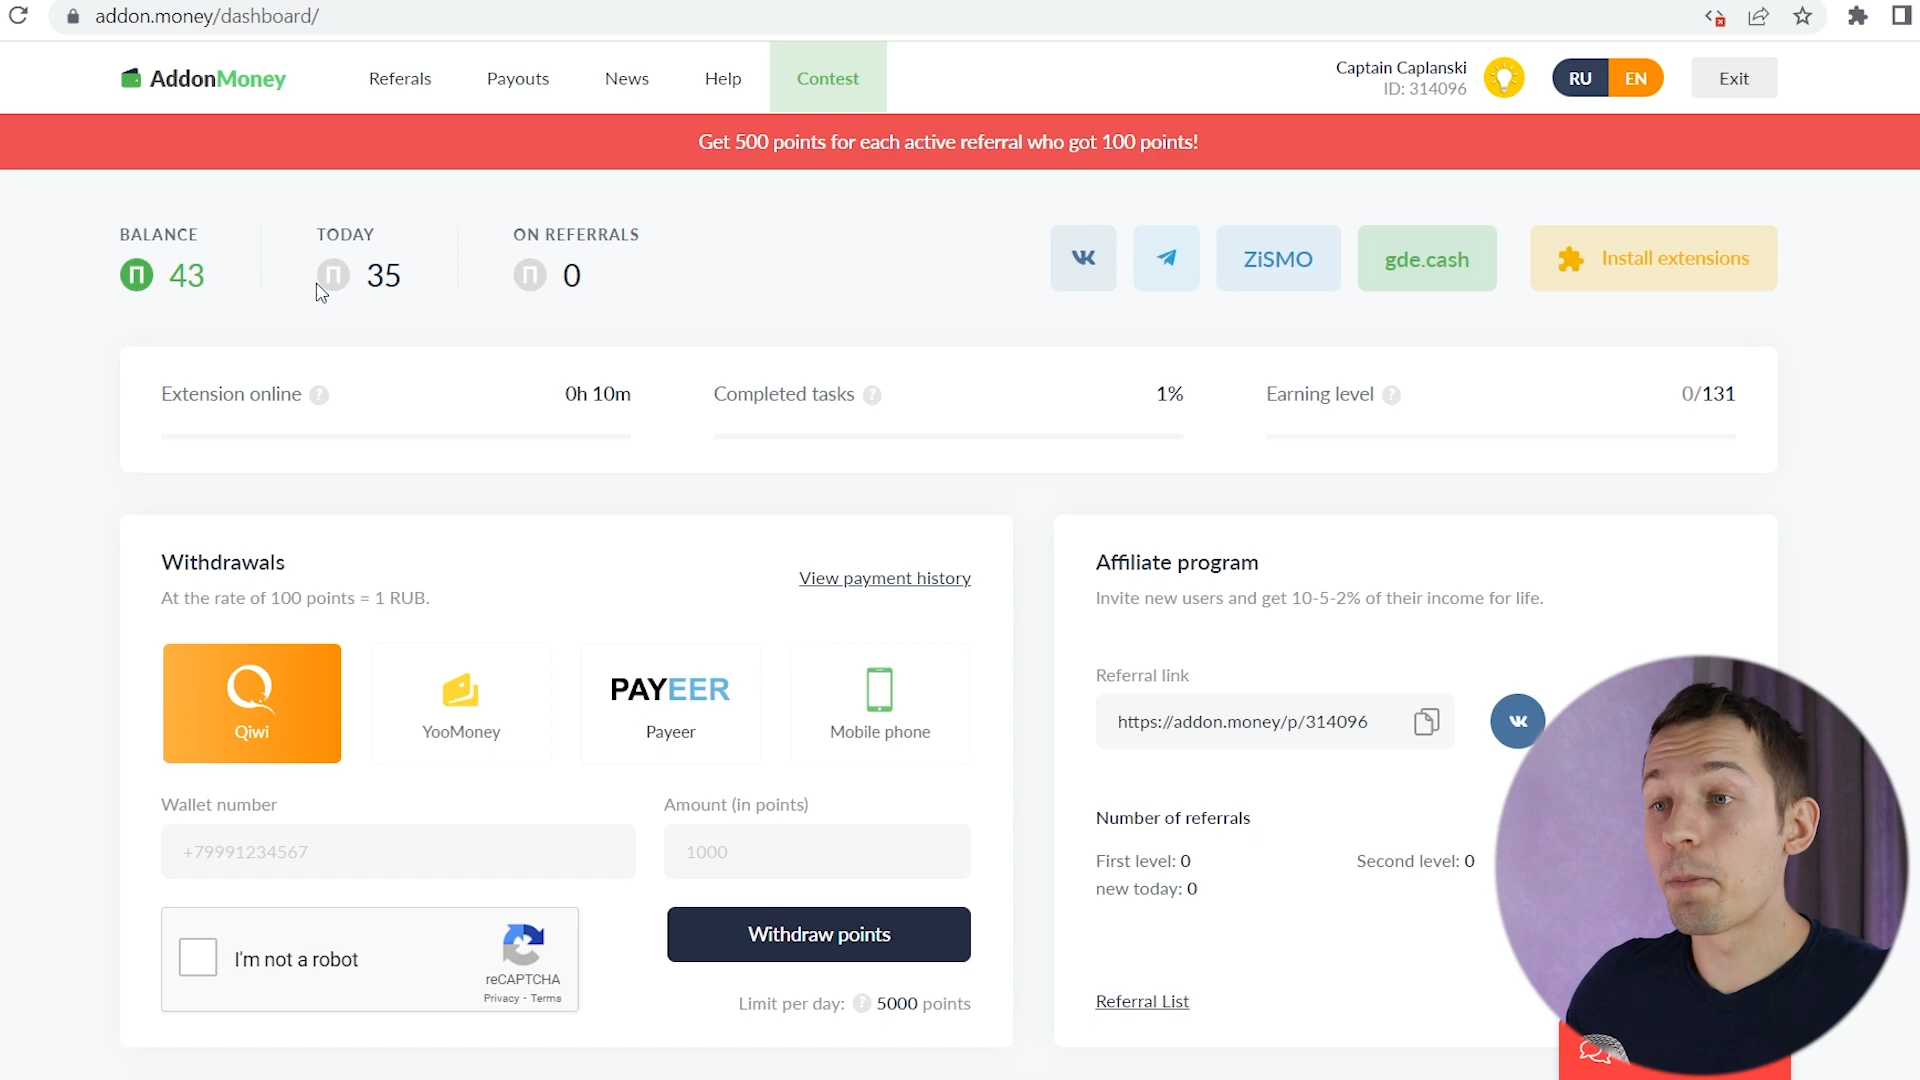 addon.money/dashboard/
AddonMoney
Referals
Payouts
News
Help
Contest
Captain Caplanski
ID: 314096
RU
EN
Exit
Get 500 points for each active referral who got 100 points!
BALANCE
П 43
TODAY
П 35
ON REFERRALS
П 0
ZiSMO
gde.cash
Install extensions
Extension online ?
0h 10m
Completed tasks ?
1%
Earning level ?
0/131
Withdrawals
At the rate of 100 points = 1 RUB.
View payment history
Qiwi
YooMoney
PAYEER
Payeer
Mobile phone
Wallet number
+79991234567
Amount (in points)
1000
I'm not a robot
reCAPTCHA
Privacy - Terms
Withdraw points
Limit per day: ? 5000 points
Affiliate program
Invite new users and get 10-5-2% of their income for life.
Referral link
https://addon.money/p/314096
Number of referrals
First level: 0
Second level: 0
new today: 0
Referral List